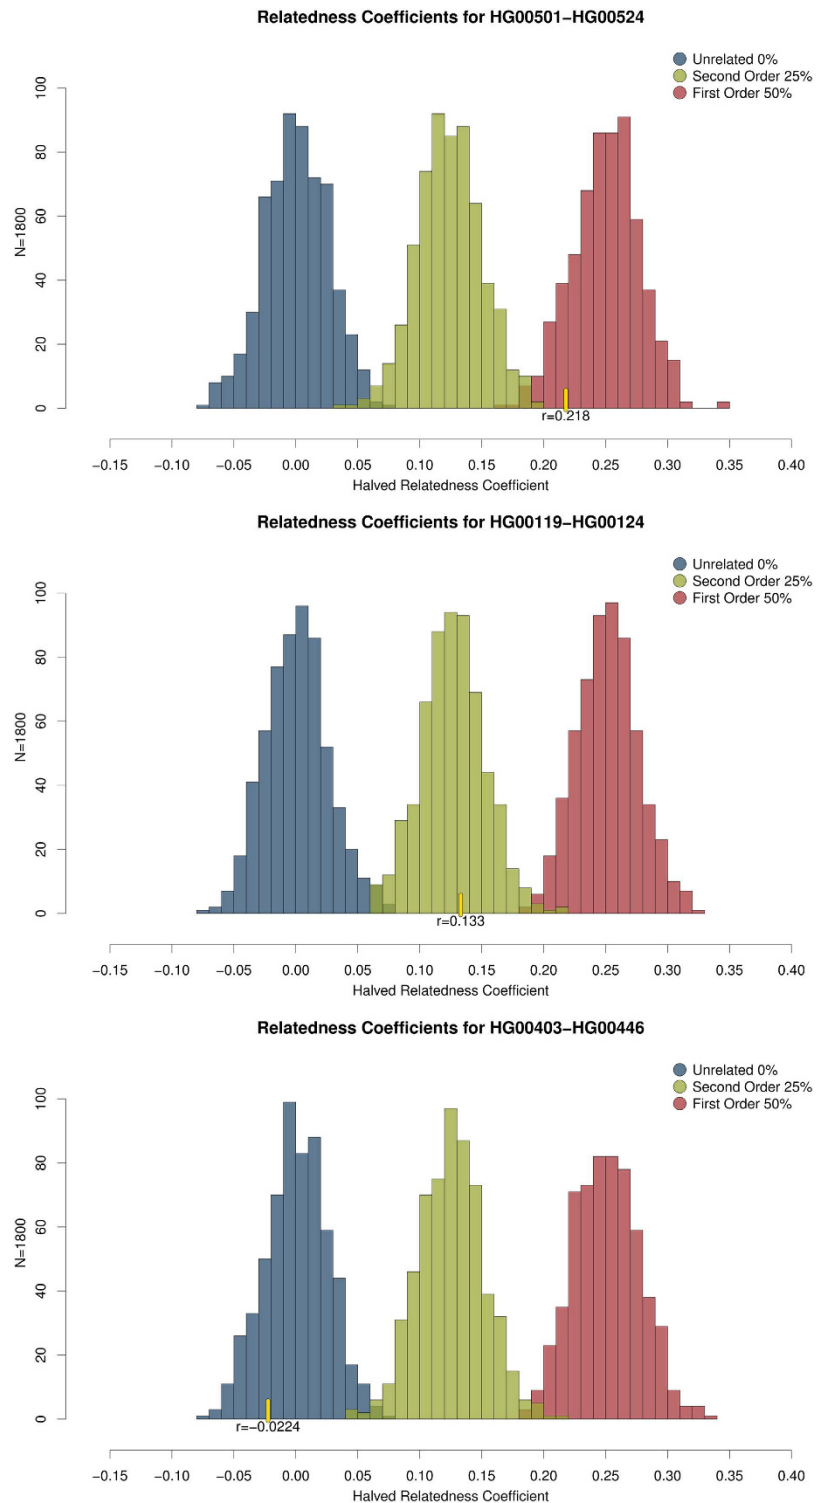 Relatedness Coefficients for HG00501−HG00524
Unrelated 0%
Second Order 25%
First Order 50%
100
80
60
40
20
0
N=1800
r=0.218
−0.15 −0.10 −0.05 0.00 0.05 0.10 0.15 0.20 0.25 0.30 0.35 0.40
Halved Relatedness Coefficient
Relatedness Coefficients for HG00119−HG00124
Unrelated 0%
Second Order 25%
First Order 50%
100
80
60
40
20
0
N=1800
r=0.133
−0.15 −0.10 −0.05 0.00 0.05 0.10 0.15 0.20 0.25 0.30 0.35 0.40
Halved Relatedness Coefficient
Relatedness Coefficients for HG00403−HG00446
Unrelated 0%
Second Order 25%
First Order 50%
100
80
60
40
20
0
N=1800
r=−0.0224
−0.15 −0.10 −0.05 0.00 0.05 0.10 0.15 0.20 0.25 0.30 0.35 0.40
Halved Relatedness Coefficient